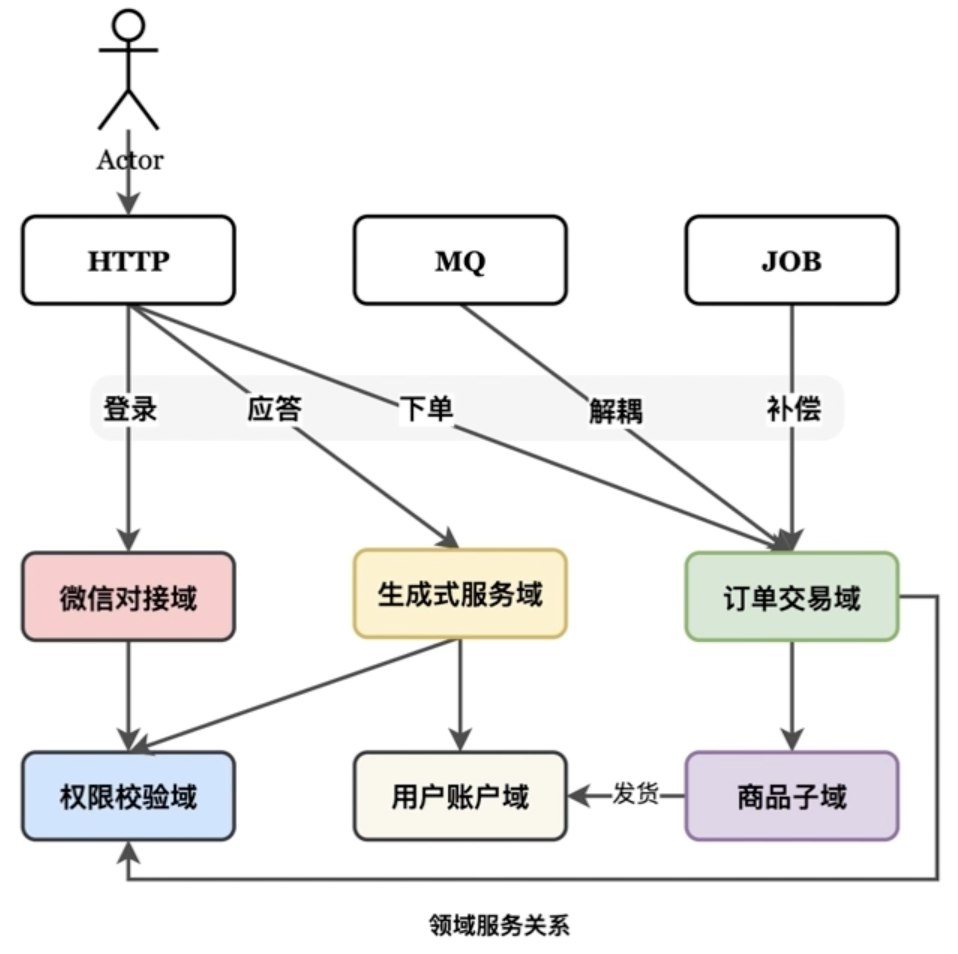 Actor
HTTP
MQ
JOB
登录
应答
下单
解耦
补偿
微信对接域
生成式服务域
订单交易域
权限校验域
用户账户域
发货
商品子域
领域服务关系